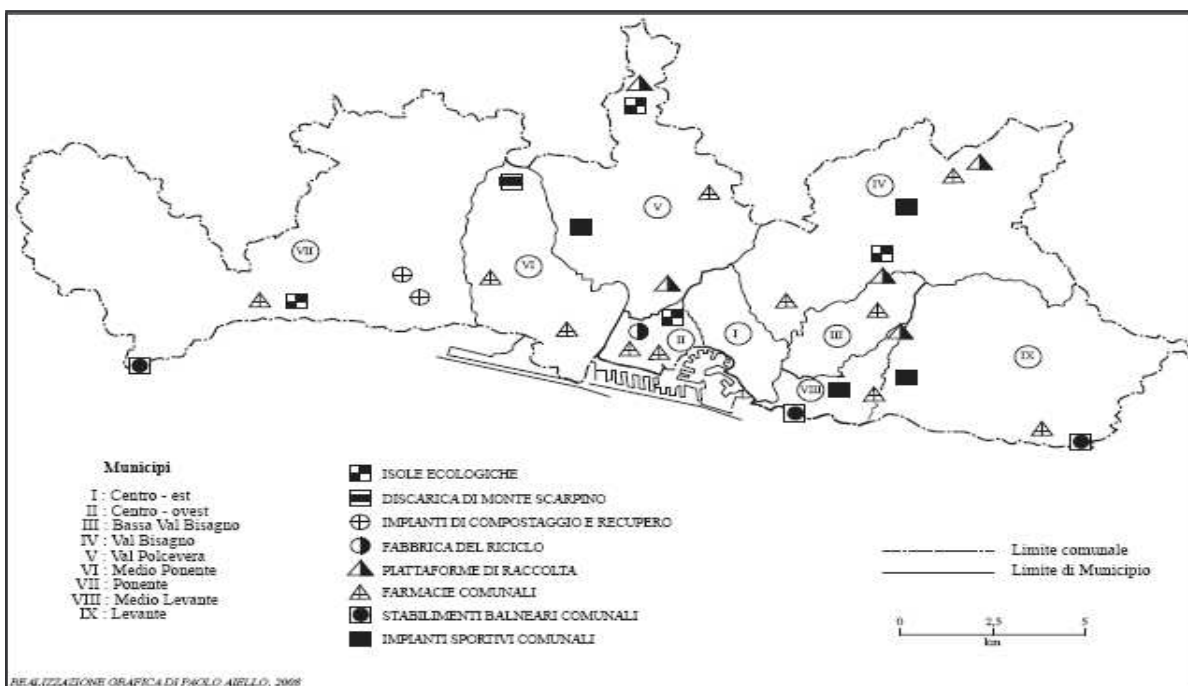 V
IV
VII
VI
II
I
III
IX
VIII
Municipi
I : Centro - est
II : Centro - ovest
III : Bassa Val Bisagno
IV : Val Bisagno
V : Val Polcevera
VI : Medio Ponente
VII : Ponente
VIII : Medio Levante
IX : Levante
ISOLE ECOLOGICHE
DISCARICA DI MONTE SCARPINO
IMPIANTI DI COMPOSTAGGIO E RECUPERO
FABBRICA DEL RICICLO
PIATTAFORME DI RACCOLTA
FARMACIE COMUNALI
STABILIMENTI BALNEARI COMUNALI
IMPIANTI SPORTIVI COMUNALI
Limite comunale
Limite di Municipio
0 2,5 5
km
REALIZZAZIONE GRAFICA DI PAOLO AIELLO, 2008